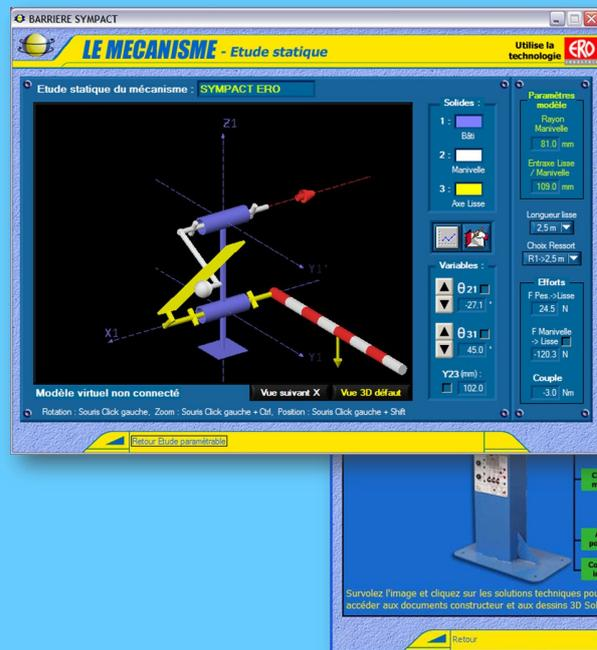 BARRIERE SYMPACT
LE MECANISME - Etude statique
Utilise la
technologie
ERO
Etude statique du mécanisme : SYMPACT ERO
Z1
Y1'
X1
Y1
Modèle virtuel non connecté
Vue suivant X
Vue 3D défaut
Rotation : Souris Click gauche, Zoom : Souris Click gauche + Ctrl, Position : Souris Click gauche + Shift
Solides :
1 :
Bâti
2 :
Manivelle
3 :
Axe Lisse
Variables :
θ21
-27.1 °
θ31
45.0 °
Y23 (mm) :
102.0
Paramètres
modèle
Rayon
Manivelle
81.0 mm
Entraxe Lisse
/ Manivelle
109.0 mm
Longueur lisse
2,5 m
Choix Ressort
R1->2,5 m
Efforts
F Pes.->Lisse
24.5 N
F Manivelle
-> Lisse
-120.3 N
Couple
-3.0 Nm
Retour Etude paramétrable
Survolez l'image et cliquez sur les solutions techniques
accéder aux documents constructeur et aux dessins 3D
Retour